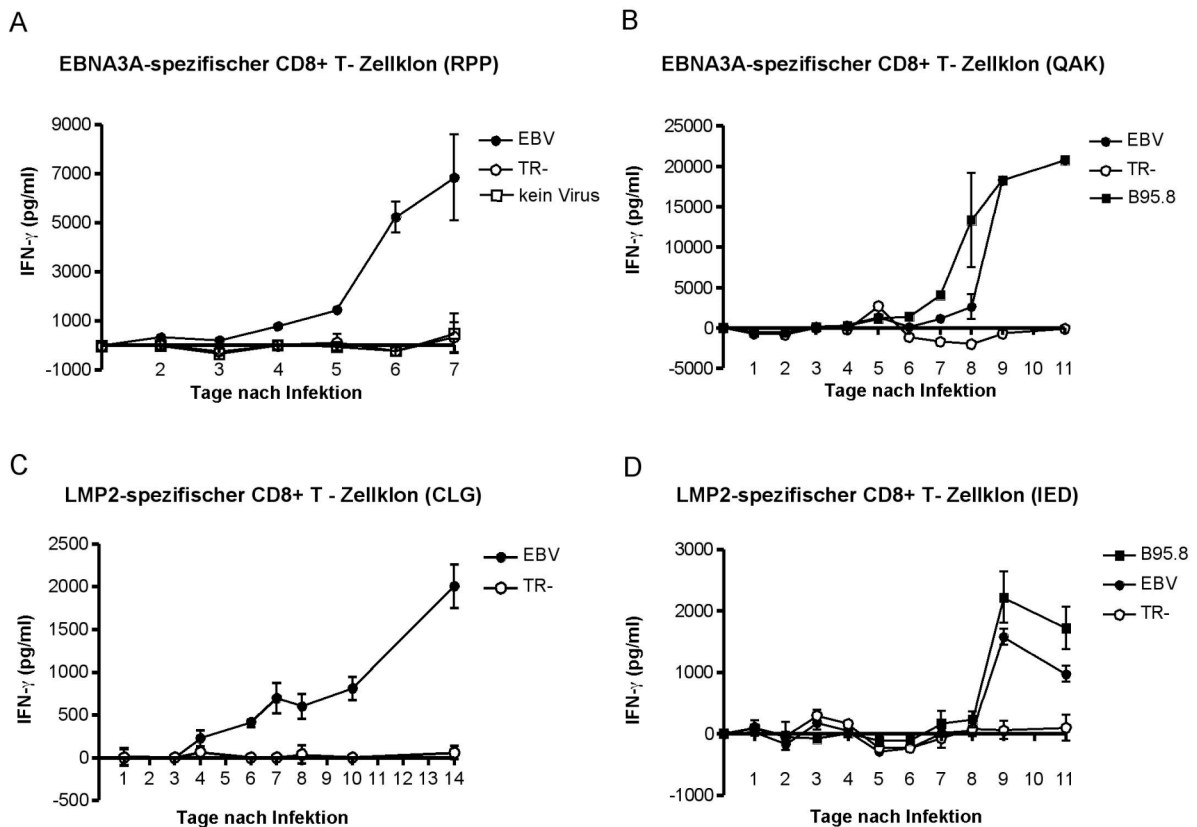 A
EBNA3A-spezifischer CD8+ T- Zellklon (RPP)
IFN-γ (pg/ml)
9000
7000
5000
3000
1000
-1000
2 3 4 5 6 7
Tage nach Infektion
EBV
TR-
kein Virus
B
EBNA3A-spezifischer CD8+ T- Zellklon (QAK)
IFN-γ (pg/ml)
25000
20000
15000
10000
5000
0
-5000
1 2 3 4 5 6 7 8 9 10 11
Tage nach Infektion
EBV
TR-
B95.8
C
LMP2-spezifischer CD8+ T - Zellklon (CLG)
IFN-γ (pg/ml)
2500
2000
1500
1000
500
0
-500
1 2 3 4 5 6 7 8 9 10 11 12 13 14
Tage nach Infektion
EBV
TR-
D
LMP2-spezifischer CD8+ T- Zellklon (IED)
IFN-γ (pg/ml)
3000
2000
1000
0
-1000
1 2 3 4 5 6 7 8 9 10 11
Tage nach Infektion
B95.8
EBV
TR-